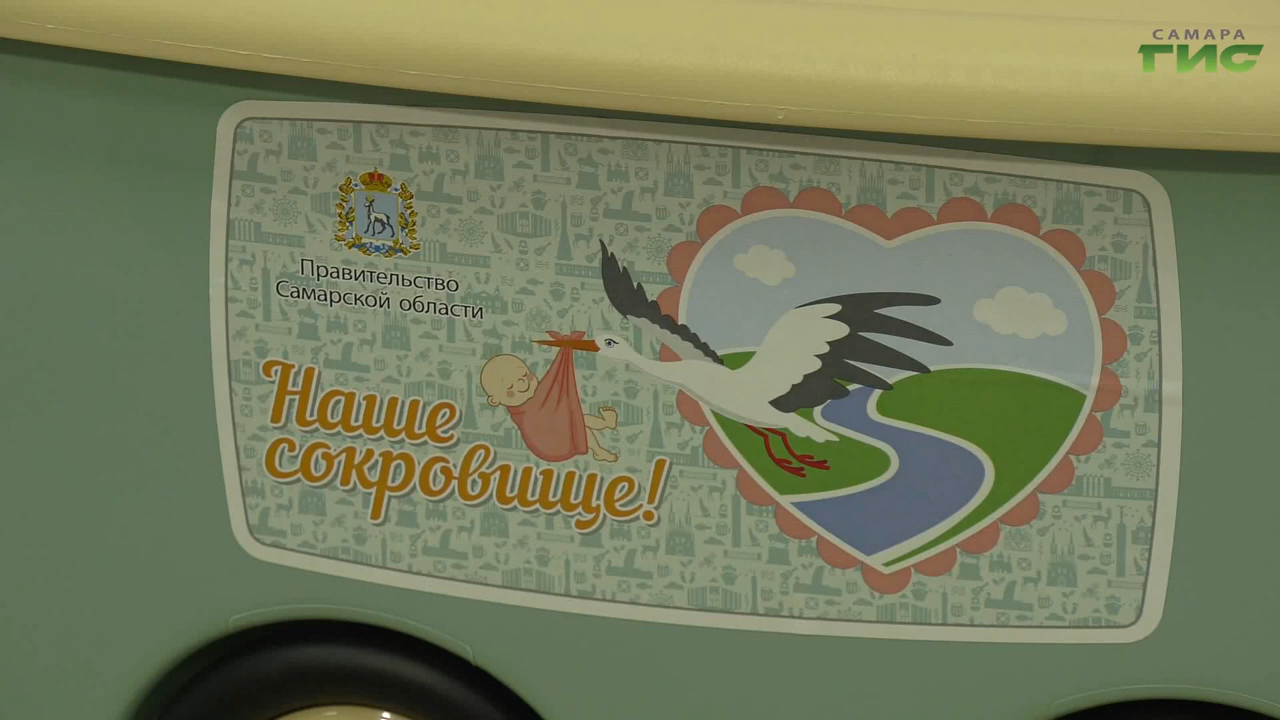 САМАРА
ГИС
Правительство
Самарской области
Наше
сокровище!